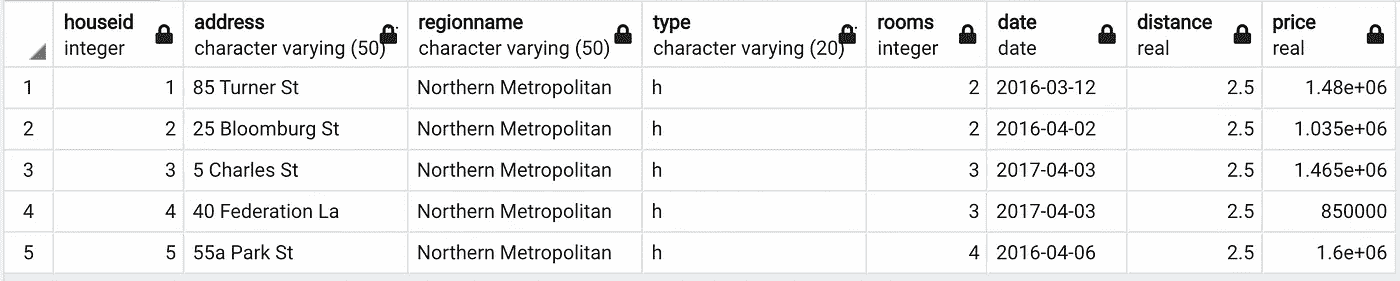 houseid address regionname type rooms date distance price
integer character varying (50) character varying (50) character varying (20) integer date real real
1 1 85 Turner St Northern Metropolitan h 2 2016-03-12 2.5 1.48e+06
2 2 25 Bloomburg St Northern Metropolitan h 2 2016-04-02 2.5 1.035e+06
3 3 5 Charles St Northern Metropolitan h 3 2017-04-03 2.5 1.465e+06
4 4 40 Federation La Northern Metropolitan h 3 2017-04-03 2.5 850000
5 5 55a Park St Northern Metropolitan h 4 2016-04-06 2.5 1.6e+06